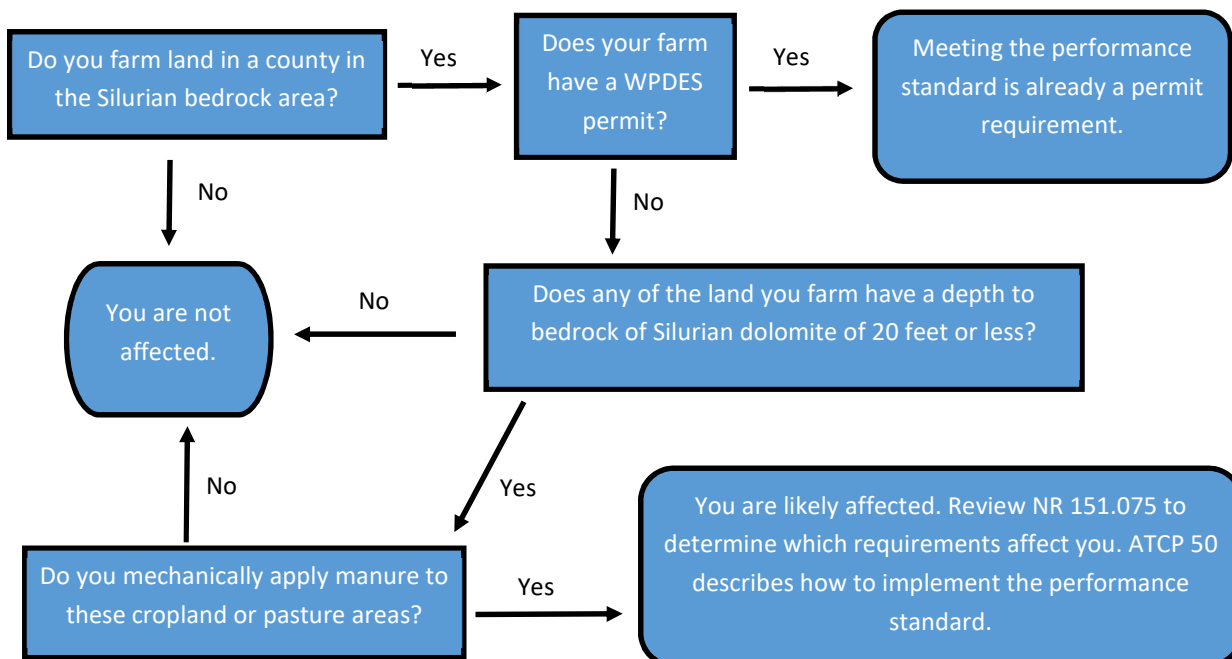 Do you farm land in a county in
the Silurian bedrock area?
Yes
Does your farm
have a WPDES
permit?
Yes
Meeting the performance
standard is already a permit
requirement.
No
No
You are not
affected.
No
Does any of the land you farm have a depth to
bedrock of Silurian dolomite of 20 feet or less?
No
Yes
Do you mechanically apply manure to
these cropland or pasture areas?
Yes
You are likely affected. Review NR 151.075 to
determine which requirements affect you. ATCP 50
describes how to implement the performance
standard.